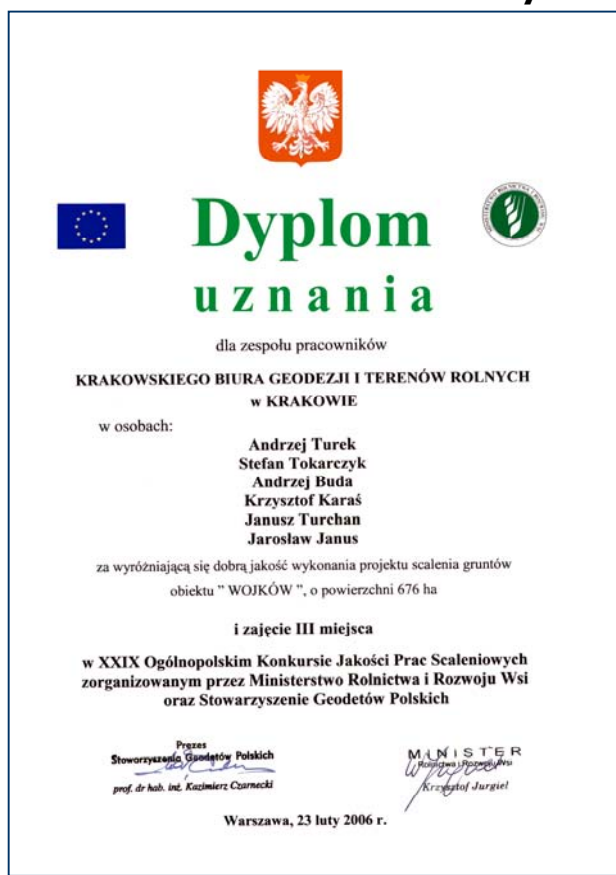 Dyplom
uznania
dla zespołu pracowników
KRAKOWSKIEGO BIURA GEODEZJI I TERENÓW ROLNYCH
w KRAKOWIE
w osobach:
Andrzej Turek
Stefan Tokarczyk
Andrzej Buda
Krzysztof Karaś
Janusz Turchan
Jarosław Janus
za wyróżniającą się dobrą jakość wykonania projektu scalenia gruntów
obiektu " WOJKÓW ", o powierzchni 676 ha
i zajęcie III miejsca
w XXIX Ogólnopolskim Konkursie Jakości Prac Scaleniowych
zorganizowanym przez Ministerstwo Rolnictwa i Rozwoju Wsi
oraz Stowarzyszenie Geodetów Polskich
Prezes
Stowarzyszenia Geodetów Polskich
prof. dr hab. inż. Kazimierz Czarnecki
MINISTER
Rolnictwa i Rozwoju Wsi
Krzysztof Jurgiel
Warszawa, 23 luty 2006 r.